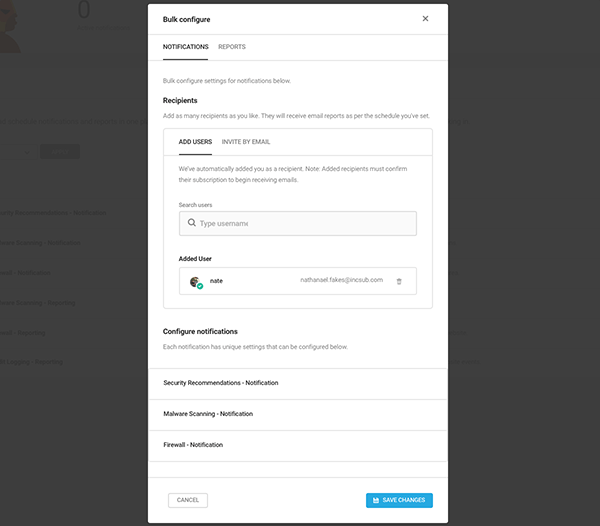 0
Bulk configure
NOTIFICATIONS REPORTS
Bulk configure settings for notifications below.
Recipients
Add as many recipients as you like. They will receive email reports as per the schedule you've set.
ADD USERS INVITE BY EMAIL
We've automatically added you as a recipient. Note: Added recipients must confirm
their subscription to begin receiving emails.
Search users
Type username
Added User
nate nathanael.fakes@incsub.com
Configure notifications
Each notification has unique settings that can be configured below.
Security Recommendations - Notification
Malware Scanning - Notification
Firewall - Notification
CANCEL SAVE CHANGES